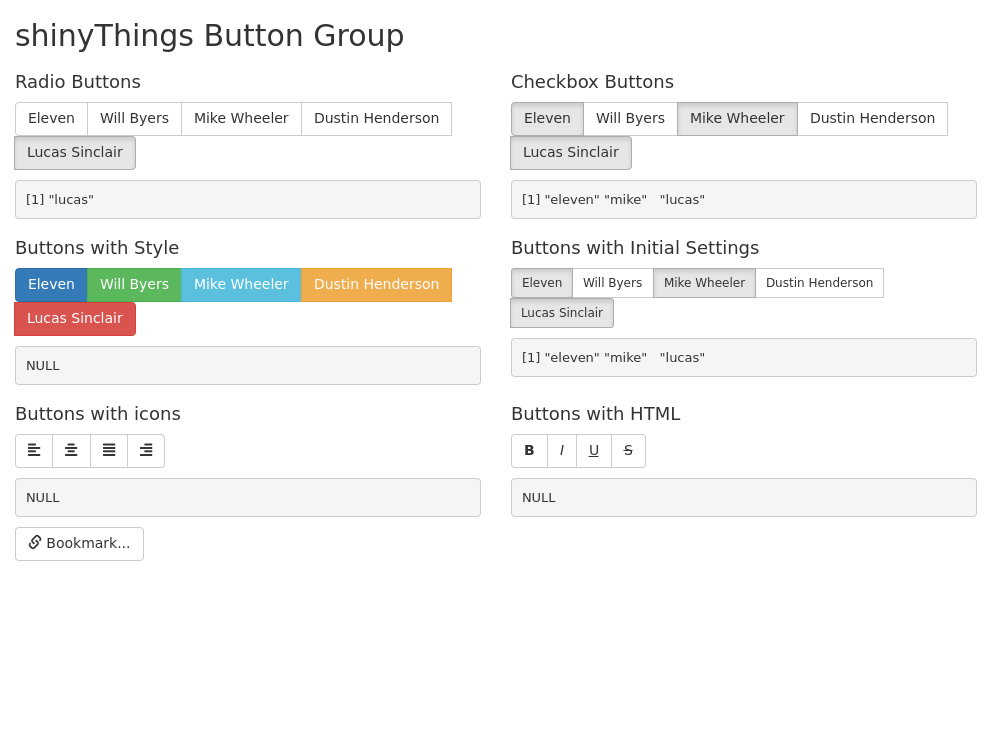 shinyThings Button Group
Radio Buttons
Eleven Will Byers Mike Wheeler Dustin Henderson
Lucas Sinclair
[1] "lucas"
Checkbox Buttons
Eleven Will Byers Mike Wheeler Dustin Henderson
Lucas Sinclair
[1] "eleven" "mike"   "lucas"
Buttons with Style
Eleven Will Byers Mike Wheeler Dustin Henderson
Lucas Sinclair
NULL
Buttons with Initial Settings
Eleven Will Byers Mike Wheeler Dustin Henderson
Lucas Sinclair
[1] "eleven" "mike"   "lucas"
Buttons with icons
NULL
Buttons with HTML
B I U S
NULL
Bookmark...